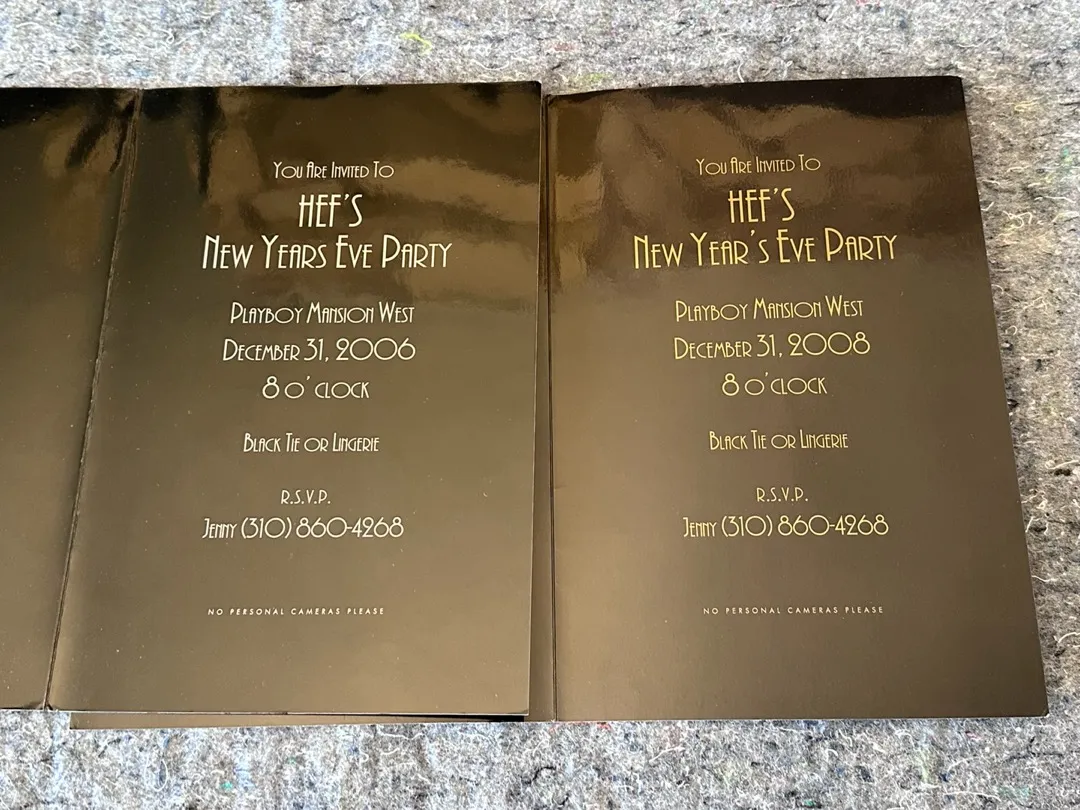 You Are Invited To
HEF'S
New Years Eve Party
Playboy Mansion West
December 31, 2006
8 o'clock
Black Tie or Lingerie
R.S.V.P.
Jenny (310) 860-4268
NO PERSONAL CAMERAS PLEASE
You Are Invited To
HEF'S
New Year's Eve Party
Playboy Mansion West
December 31, 2008
8 o'clock
Black Tie or Lingerie
R.S.V.P.
Jenny (310) 860-4268
NO PERSONAL CAMERAS PLEASE